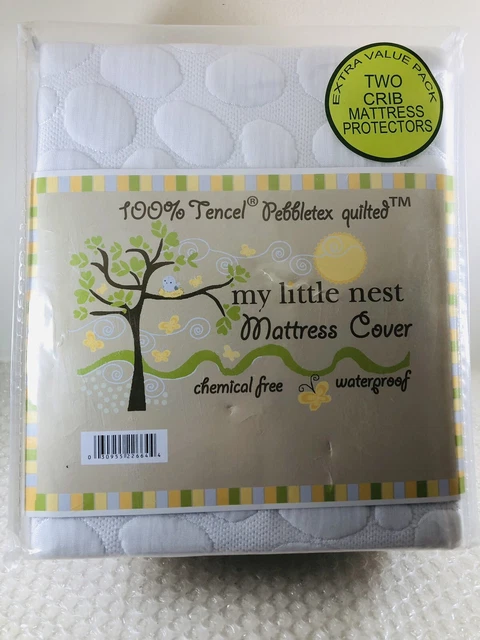 EXTRA VALUE PACK
TWO
CRIB
MATTRESS
PROTECTORS
100% Tencel® Pebbletex quilted™
my little nest
Mattress Cover
chemical free waterproof